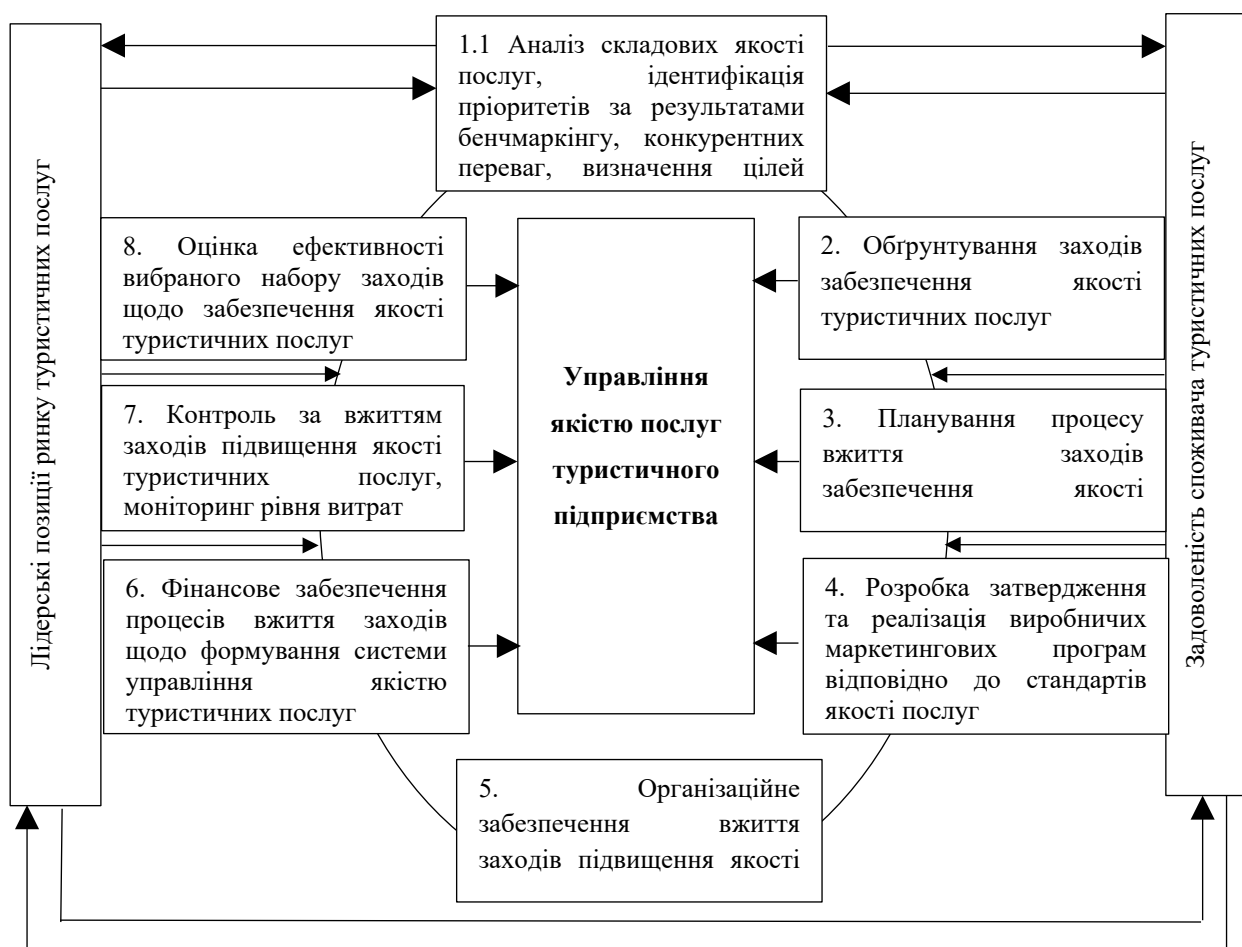 Лідерські позиції ринку туристичних послуг
1.1 Аналіз складових якості
послуг, ідентифікація
пріоритетів за результатами
бенчмаркінгу, конкурентних
переваг, визначення цілей
8. Оцінка ефективності
вибраного набору заходів
щодо забезпечення якості
туристичних послуг
7. Контроль за вжиттям
заходів підвищення якості
туристичних послуг,
моніторинг рівня витрат
6. Фінансове забезпечення
процесів вжиття заходів
щодо формування системи
управління якістю
туристичних послуг
Управління
якістю послуг
туристичного
підприємства
2. Обґрунтування заходів
забезпечення якості
туристичних послуг
3. Планування процесу
вжиття заходів
забезпечення якості
4. Розробка затвердження
та реалізація виробничих
маркетингових програм
відповідно до стандартів
якості послуг
5. Організаційне
забезпечення вжиття
заходів підвищення якості
Задоволеність споживача туристичних послуг